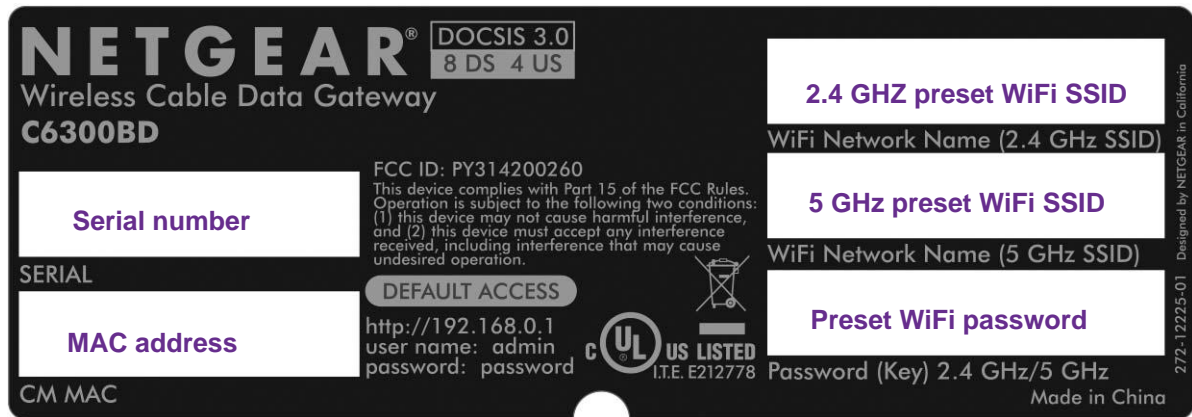 NETGEAR®
DOCSIS 3.0
8 DS 4 US
Wireless Cable Data Gateway
C6300BD
Serial number
SERIAL
MAC address
CM MAC
FCC ID: PY314200260
This device complies with Part 15 of the FCC Rules.
Operation is subject to the following two conditions:
(1) this device may not cause harmful interference,
and (2) this device must accept any interference
received, including interference that may cause
undesired operation.
DEFAULT ACCESS
http://192.168.0.1
user name: admin
password: password
C UL ® US LISTED
I.T.E. E212778
2.4 GHZ preset WiFi SSID
WiFi Network Name (2.4 GHz SSID)
5 GHz preset WiFi SSID
WiFi Network Name (5 GHz SSID)
Preset WiFi password
Password (Key) 2.4 GHz/5 GHz
Made in China
272-12225-01 Designed by NETGEAR in California